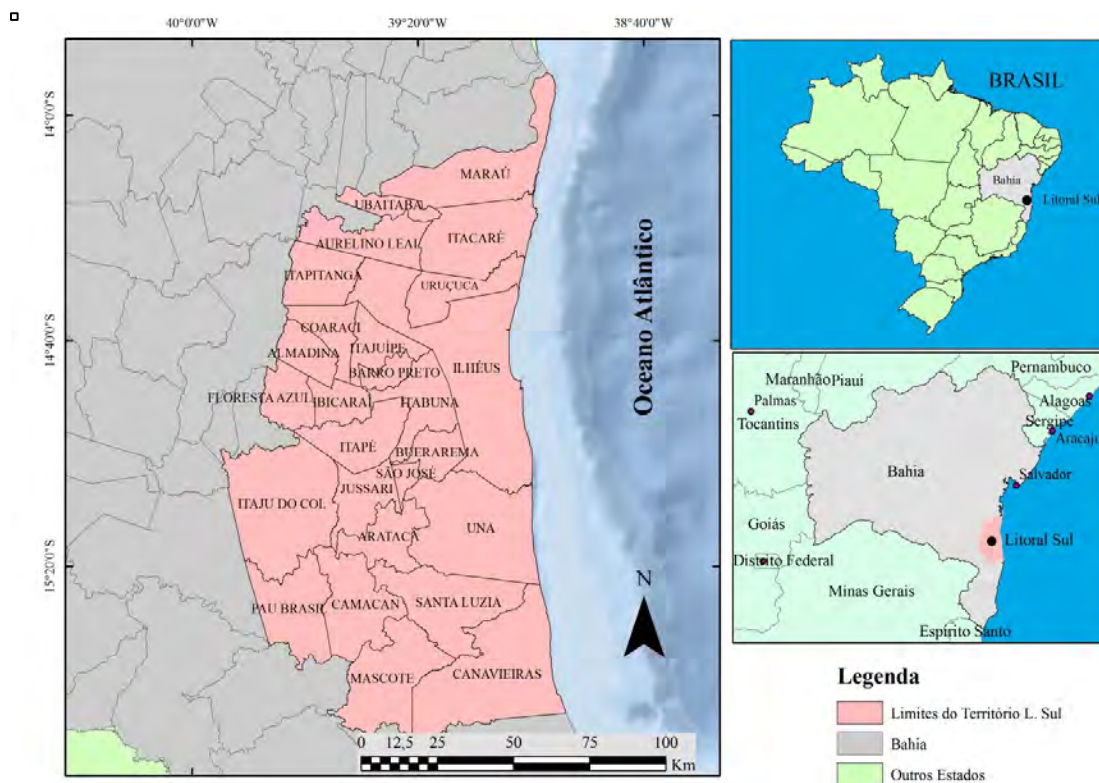 40°0'0"W
39°20'0"W
38°40'0"W
14°0'0"S
14°40'0"S
15°20'0"S
MARAÚ
UBAITABA
AURELINO LEAL
ITACARÉ
ITAPITANGA
URUÇUCA
COARACI
ITAJUÍPE
ALMADINA
BARRO PRETO
ILHÉUS
FLORESTA AZUL
IBICARAÍ
ITABUNA
ITAPÉ
BUERAREMA
SÃO JOSÉ
JUSSARI
ITAJU DO COL
UNA
ARATACA
PAU BRASIL
CAMACAN
SANTA LUZIA
MASCOTE
CANAVIEIRAS
Oceano Atlântico
N
0 12,5 25 50 75 100
Km
BRASIL
Bahia
Litoral Sul
Pernambuco
Maranhão
Piauí
Palmas
Alagoas
Tocantins
Sergipe
Aracaju
Bahia
Salvador
Goiás
Litoral Sul
Distrito Federal
Minas Gerais
Espírito Santo
Legenda
Limites do Território L. Sul
Bahia
Outros Estados